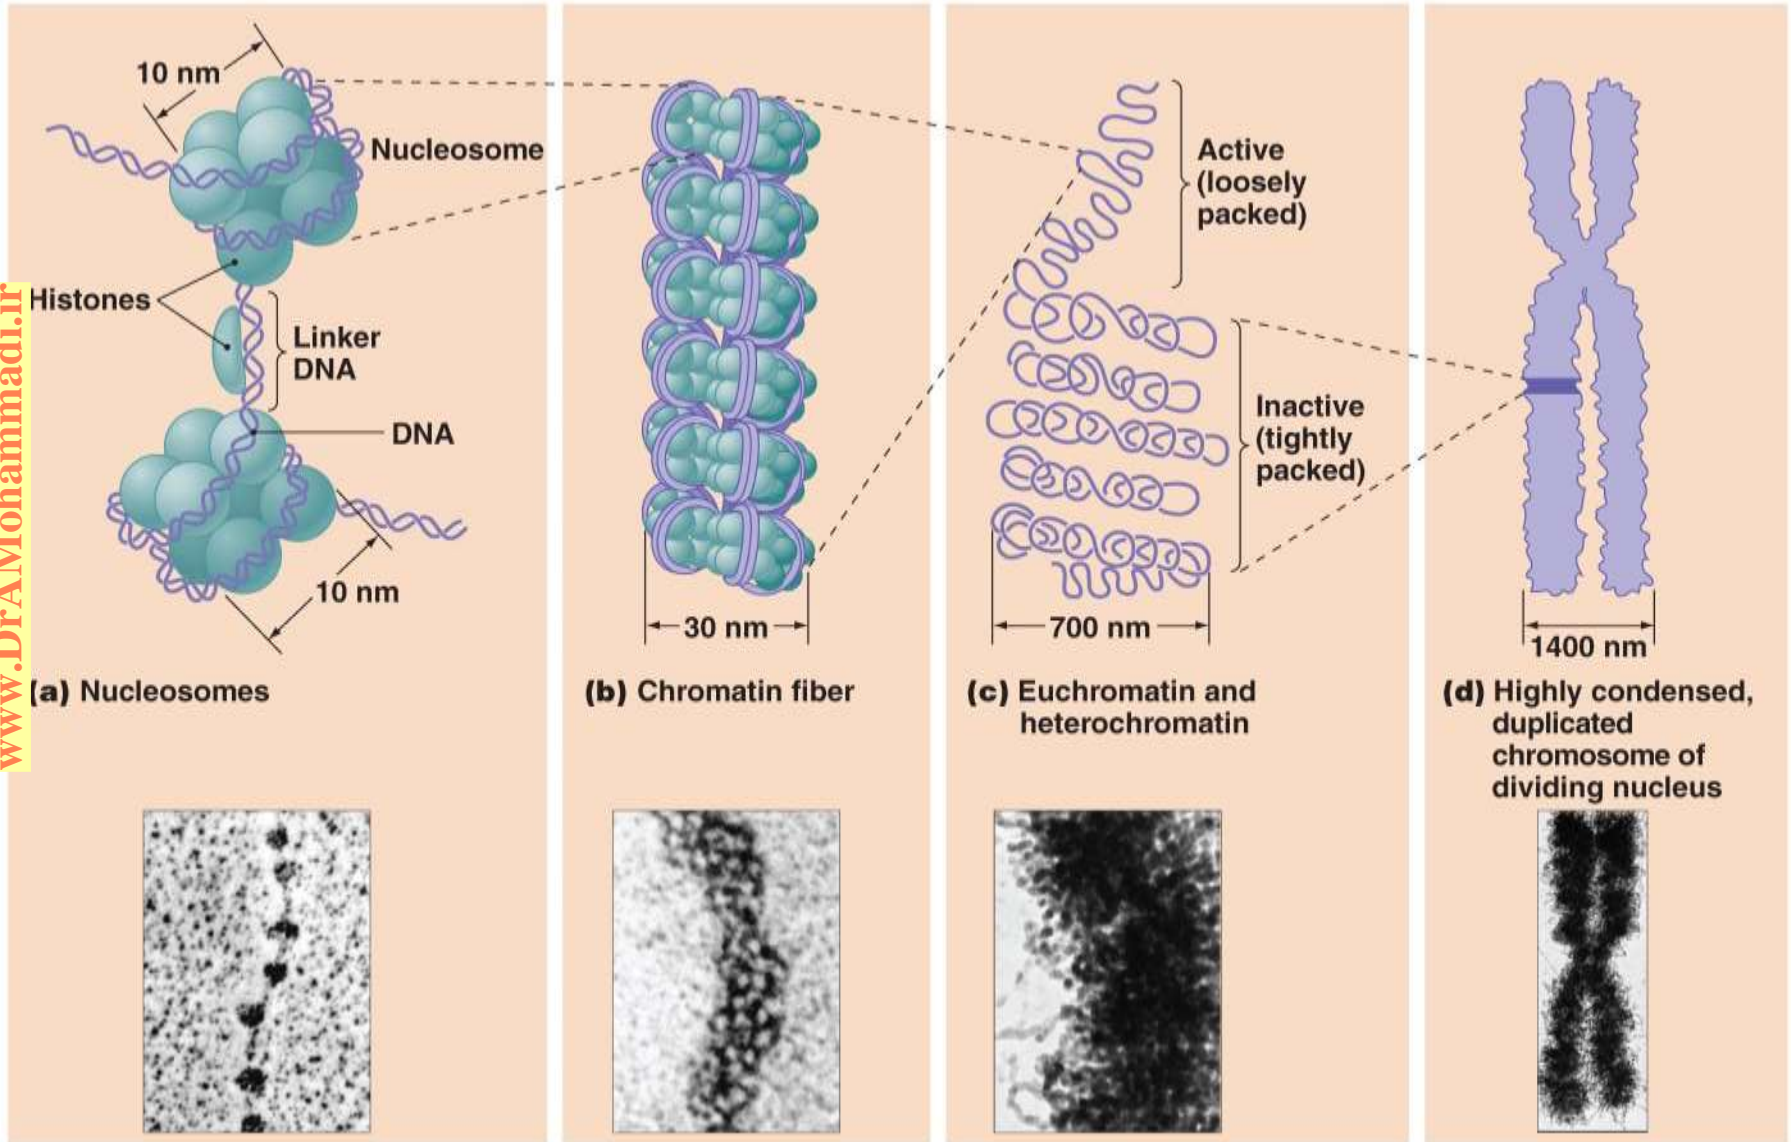 10 nm
Nucleosome
Histones
Linker
DNA
DNA
10 nm
(a) Nucleosomes
30 nm
(b) Chromatin fiber
Active
(loosely
packed)
Inactive
(tightly
packed)
700 nm
(c) Euchromatin and
heterochromatin
1400 nm
(d) Highly condensed,
duplicated
chromosome of
dividing nucleus
www.DrAMohammadi.ir